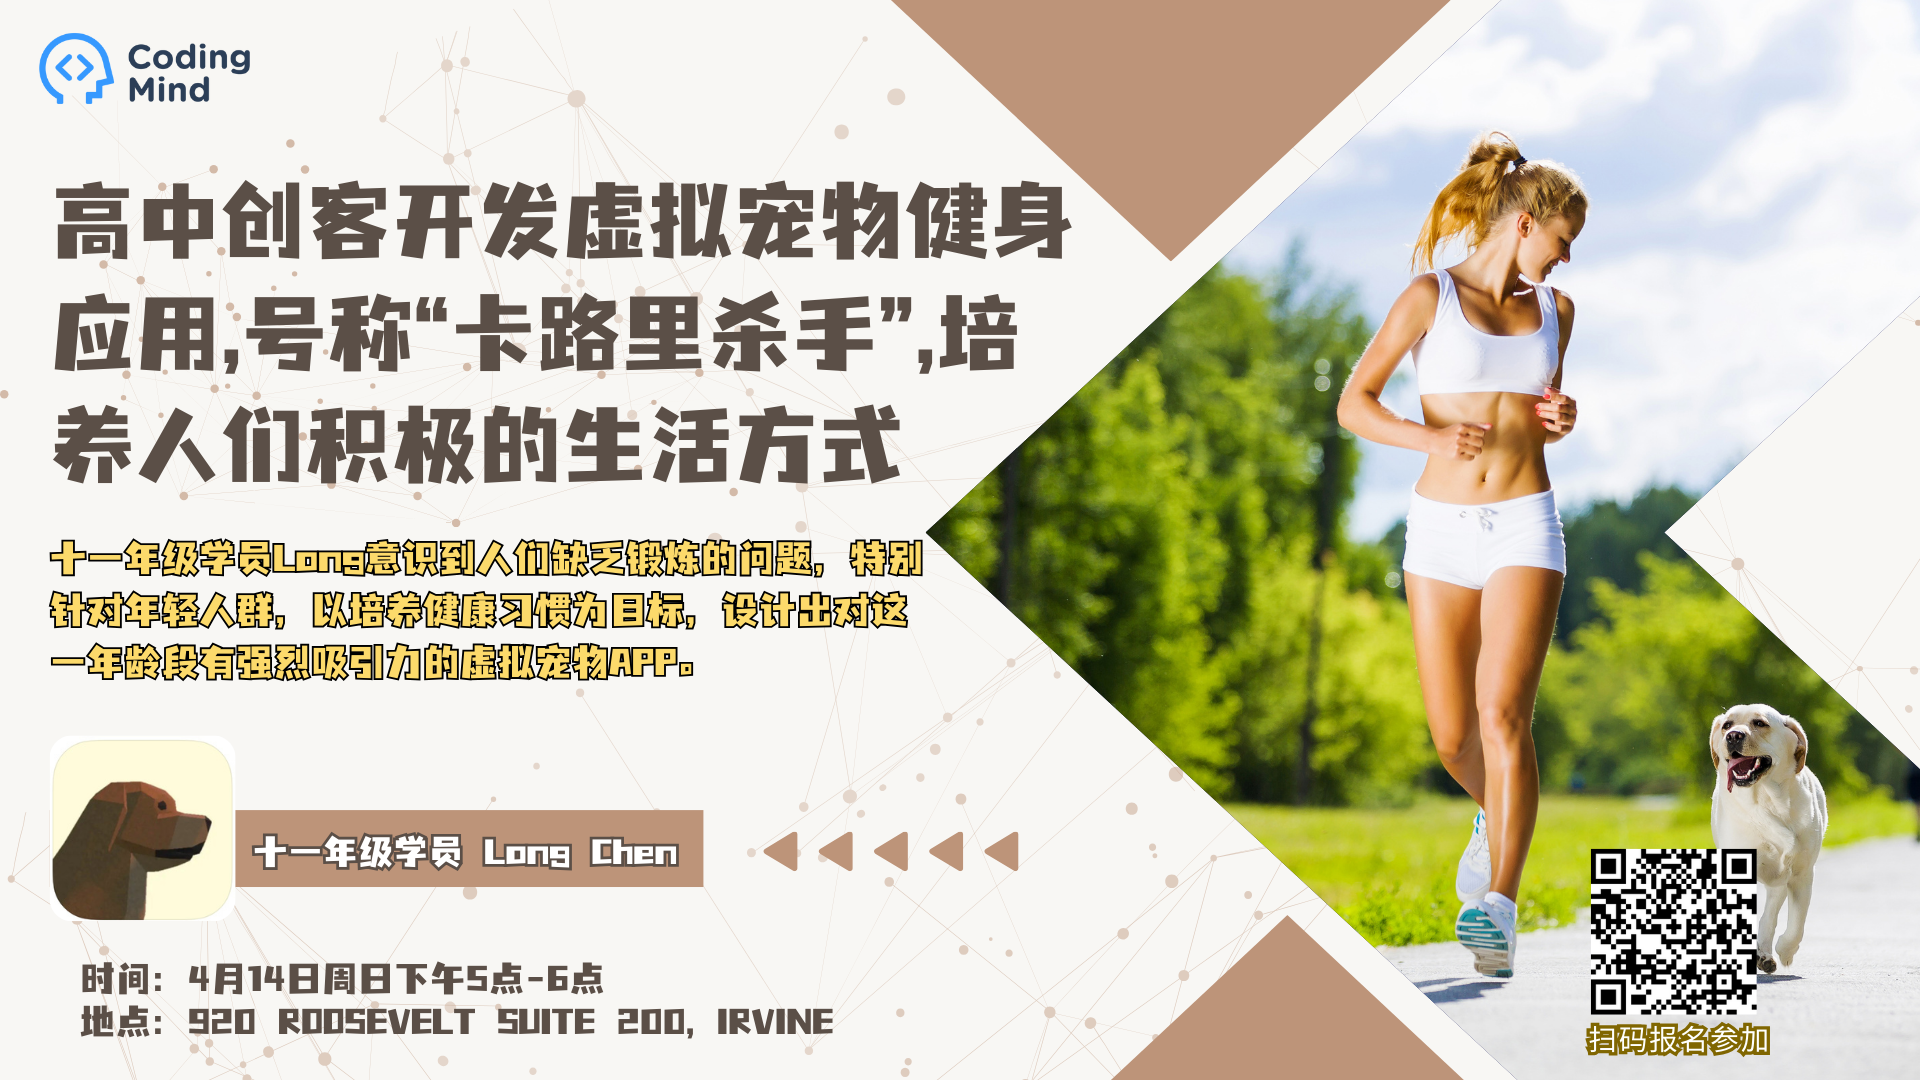 Coding
Mind
高中创客开发虚拟宠物健身
应用,号称“卡路里杀手”,培
养人们积极的生活方式
十一年级学员Long意识到人们缺乏锻炼的问题，特别
针对年轻人群，以培养健康习惯为目标，设计出对这
一年龄段有强烈吸引力的虚拟宠物APP。
十一年级学员 Long Chen
时间：4月14日周日下午5点-6点
地点：920 ROOSEVELT SUITE 200, IRVINE
扫码报名参加